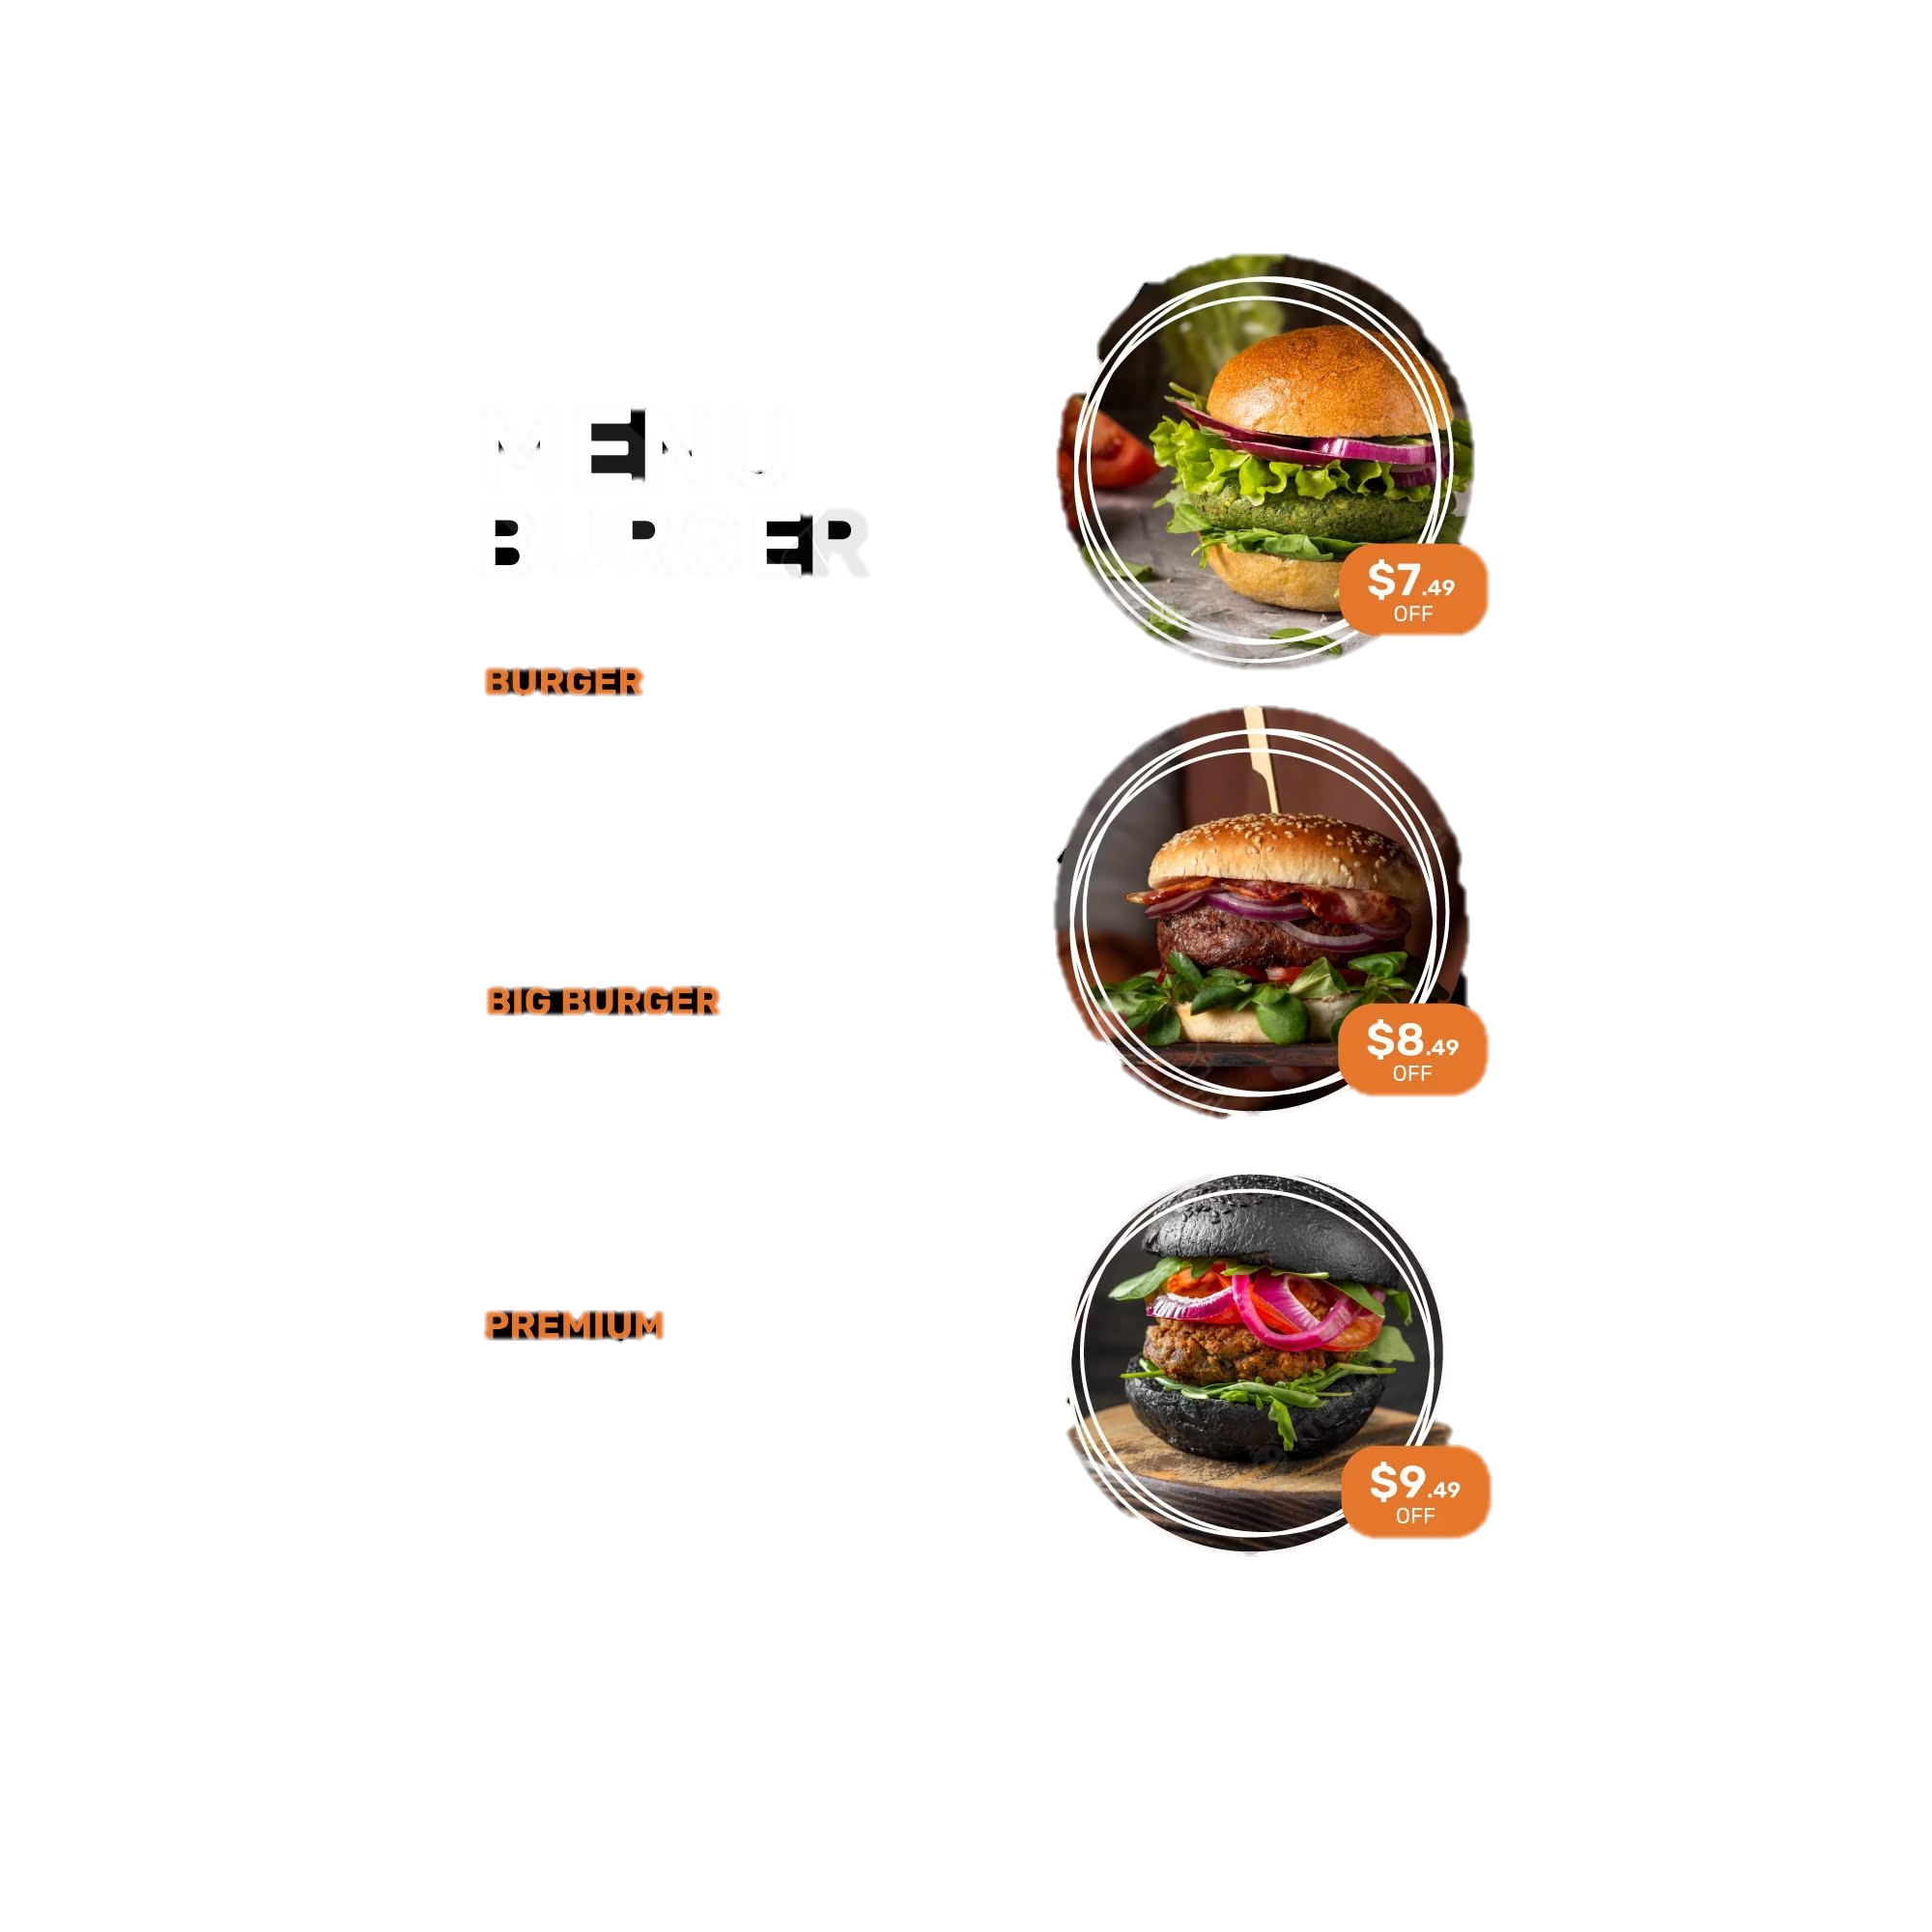 MENU
BURGER
$7.49
OFF
BURGER
BIG BURGER
$8.49
OFF
PREMIUM
$9.49
OFF